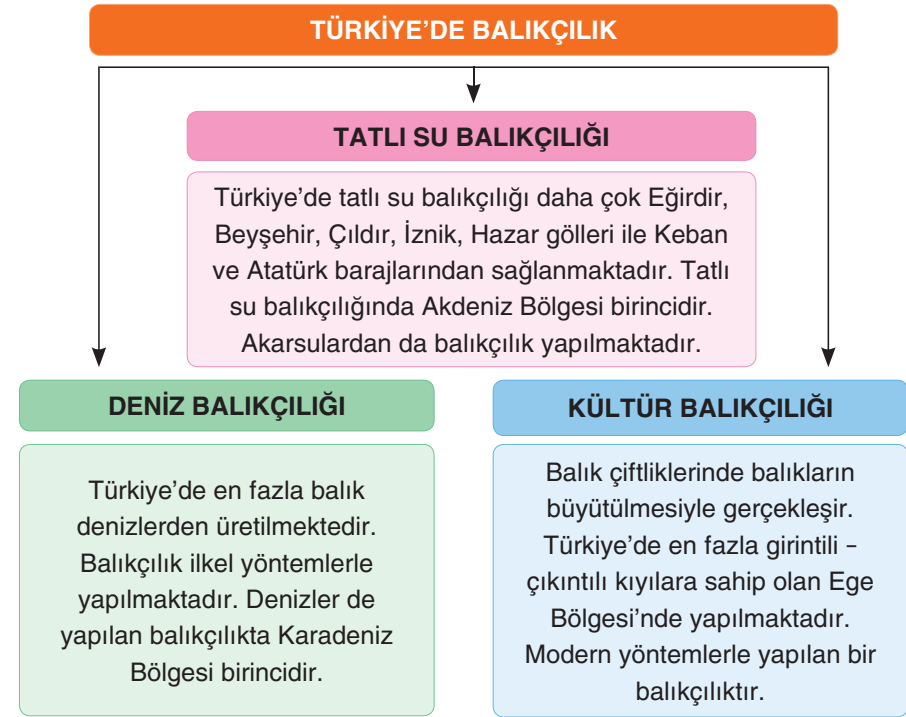 TÜRKİYE'DE BALIKÇILIK
TATLI SU BALIKÇILIĞI
Türkiye'de tatlı su balıkçılığı daha çok Eğirdir,
Beyşehir, Çıldır, İznik, Hazar gölleri ile Keban
ve Atatürk barajlarından sağlanmaktadır. Tatlı
su balıkçılığında Akdeniz Bölgesi birincidir.
Akarsulardan da balıkçılık yapılmaktadır.
DENİZ BALIKÇILIĞI
Türkiye'de en fazla balık
denizlerden üretilmektedir.
Balıkçılık ilkel yöntemlerle
yapılmaktadır. Denizler de
yapılan balıkçılıkta Karadeniz
Bölgesi birincidir.
KÜLTÜR BALIKÇILIĞI
Balık çiftliklerinde balıkların
büyütülmesiyle gerçekleşir.
Türkiye'de en fazla girintili –
çıkıntılı kıyılara sahip olan Ege
Bölgesi'nde yapılmaktadır.
Modern yöntemlerle yapılan bir
balıkçılıktır.